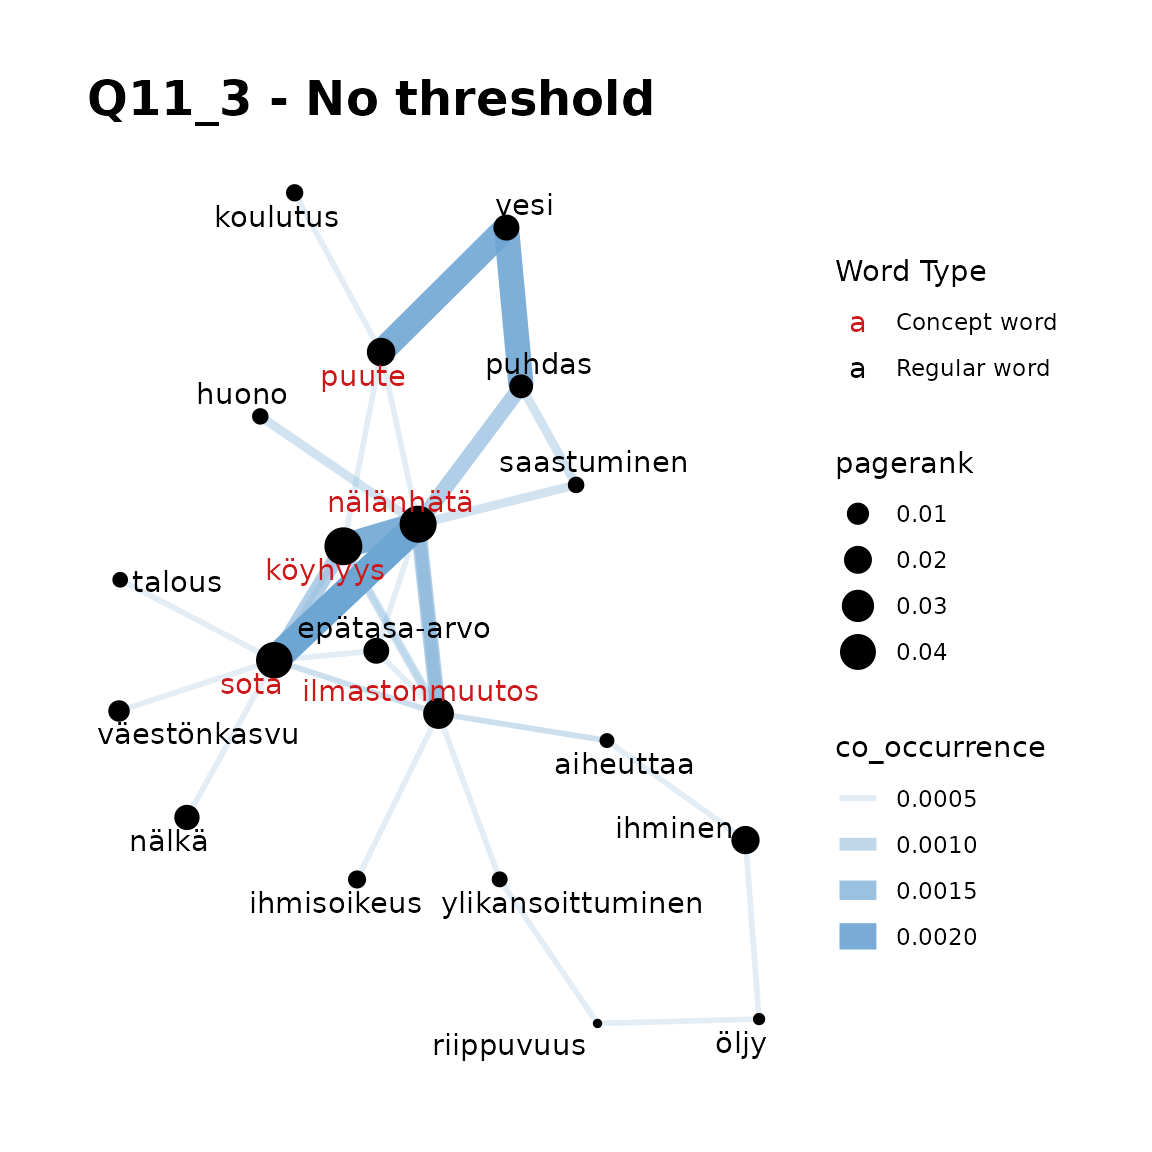 Q11_3 - No threshold
koulutus
vesi
puute
puhdas
huono
saastuminen
nälänhätä
köyhyys
talous
epätasa-arvo
sota
ilmastonmuutos
väestönkasvu
aiheuttaa
nälkä
ihminen
ihmisoikeus
ylikansoittuminen
riippuvuus
öljy
Word Type
a Concept word
a Regular word
pagerank
0.01
0.02
0.03
0.04
co_occurrence
0.0005
0.0010
0.0015
0.0020